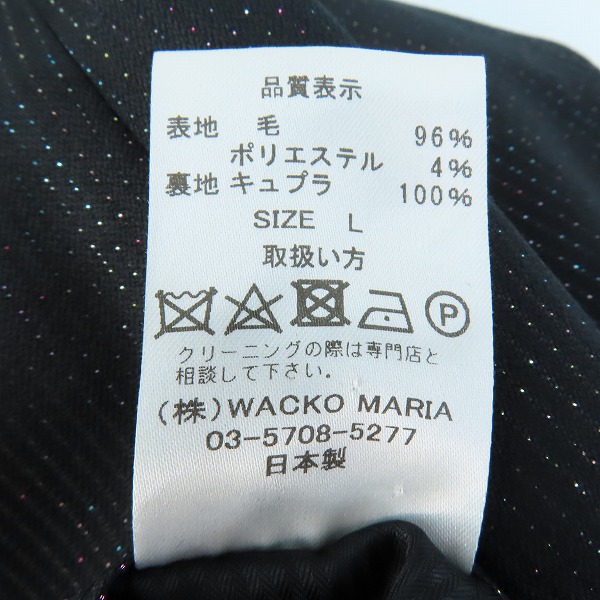 品質表示
表地 毛 96%
ポリエステル 4%
裏地 キュプラ 100%
SIZE L
取扱い方
P
クリーニングの際は専門店と
相談して下さい。
(株)WACKO MARIA
03-5708-5277
日本製